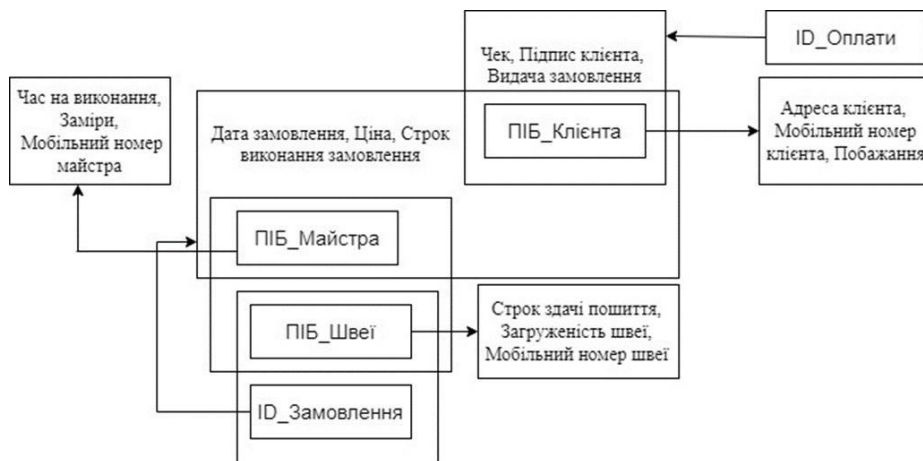 Чек, Підпис клієнта,
Видача замовлення
ID_Оплати
Час на виконання,
Заміри,
Мобільний номер
майстра
Дата замовлення, Ціна, Строк
виконання замовлення
ПІБ_Клієнта
Адреса клієнта,
Мобільний номер
клієнта, Побажання
ПІБ_Майстра
ПІБ_Швеї
Строк здачі пошиття,
Загруженість швеї,
Мобільний номер швеї
ID_Замовлення